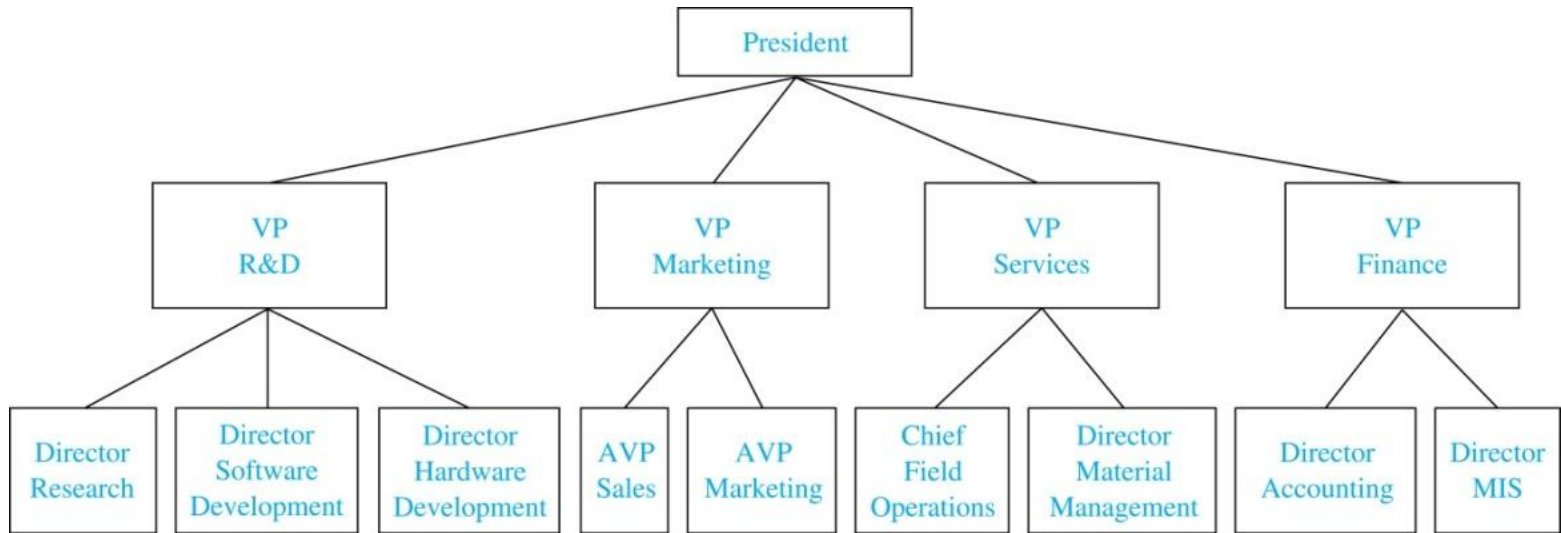 President
VP
R&D
VP
Marketing
VP
Services
VP
Finance
Director
Research
Director
Software
Development
Director
Hardware
Development
AVP
Sales
AVP
Marketing
Chief
Field
Operations
Director
Material
Management
Director
Accounting
Director
MIS